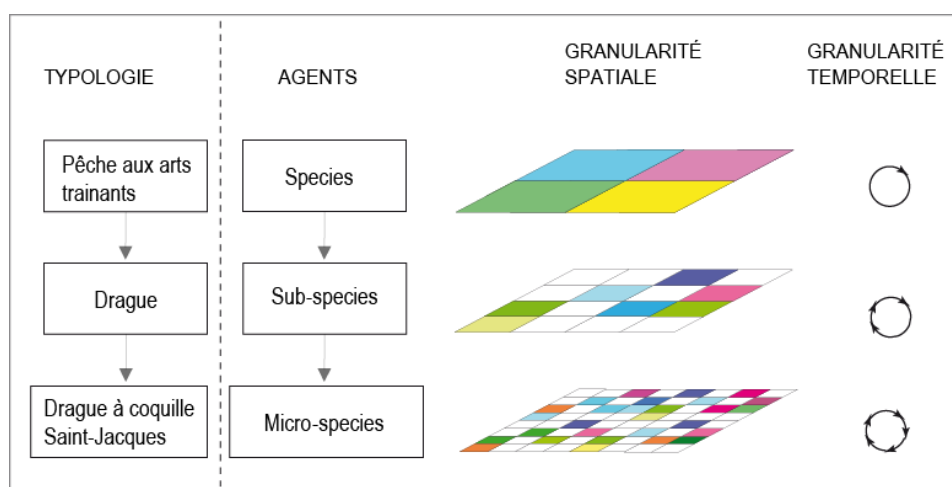 TYPOLOGIE
AGENTS
GRANULARITÉ
SPATIALE
GRANULARITÉ
TEMPORELLE
Pêche aux arts
trainants
Species
Drague
Sub-species
Drague à coquille
Saint-Jacques
Micro-species